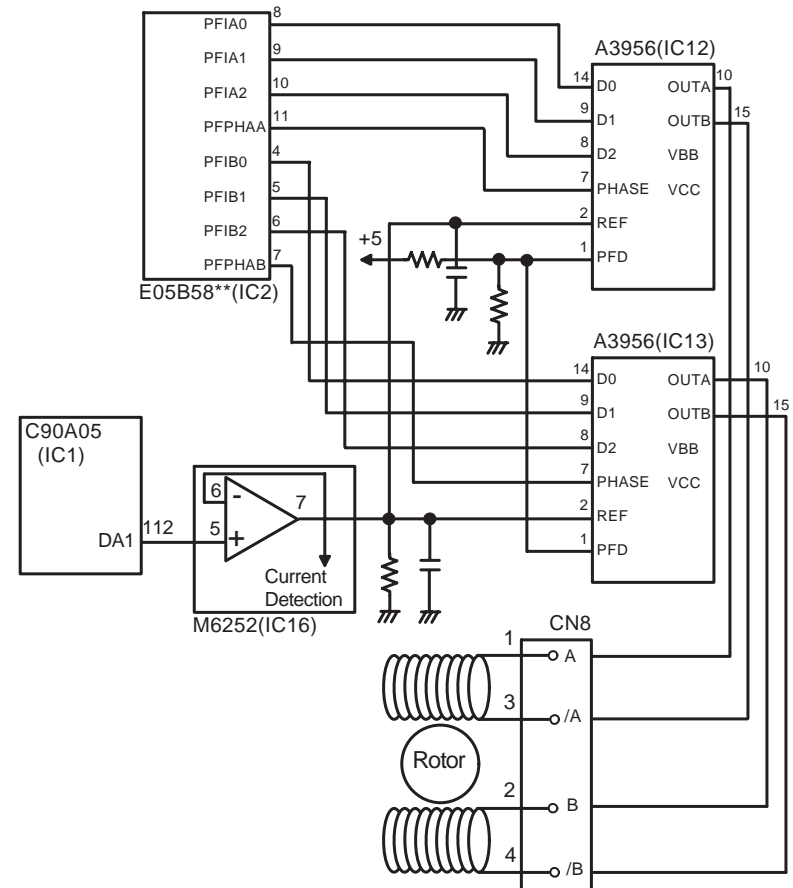 PFIA0 8
PFIA1 9
PFIA2 10
PFPHAA 11
PFIB0 4
PFIB1 5
PFIB2 6
PFPHAB 7
E05B58**(IC2)
A3956(IC12)
14 D0 OUTA 10
9 D1 OUTB 15
8 D2 VBB
7 PHASE VCC
2 REF
1 PFD
+5
A3956(IC13)
14 D0 OUTA 10
9 D1 OUTB 15
8 D2 VBB
7 PHASE VCC
2 REF
1 PFD
C90A05
(IC1)
DA1 112
6 -
7
5 +
Current
Detection
M6252(IC16)
CN8
1 A
3 /A
Rotor
2 B
4 /B